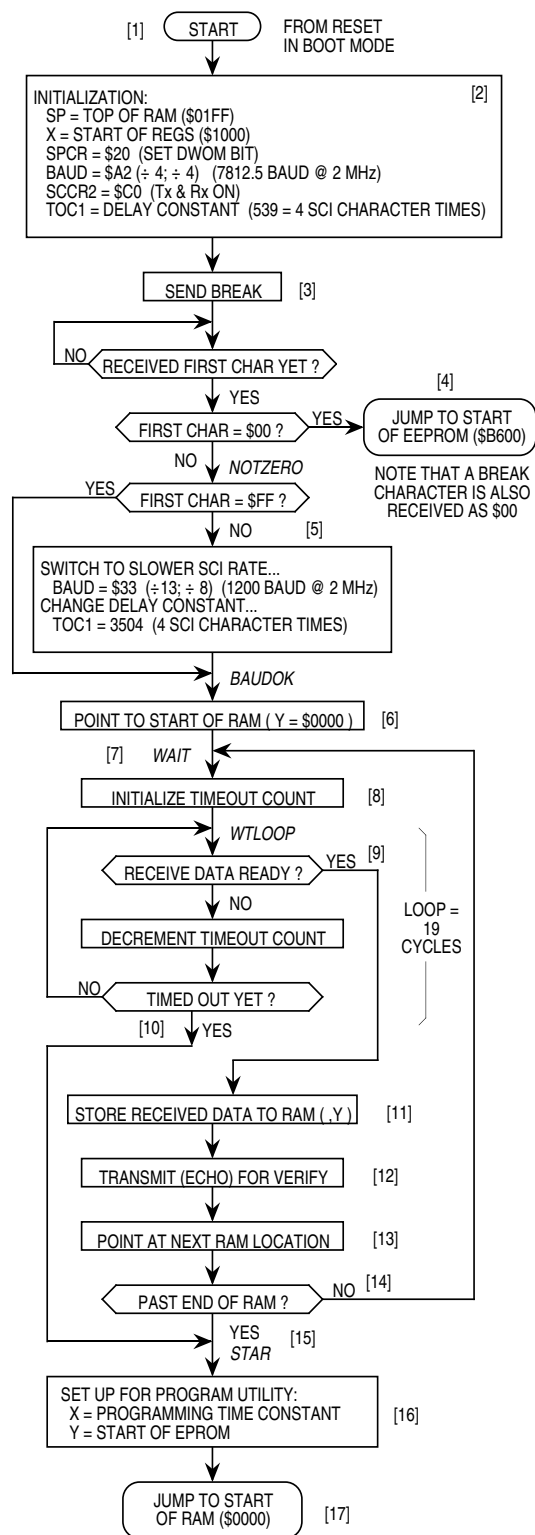 [1]
START
FROM RESET
IN BOOT MODE
[2]
INITIALIZATION:
SP = TOP OF RAM ($01FF)
X = START OF REGS ($1000)
SPCR = $20 (SET DWOM BIT)
BAUD = $A2 (÷ 4; ÷ 4) (7812.5 BAUD @ 2 MHz)
SCCR2 = $C0 (Tx & Rx ON)
TOC1 = DELAY CONSTANT (539 = 4 SCI CHARACTER TIMES)
SEND BREAK
[3]
NO
RECEIVED FIRST CHAR YET ?
YES
[4]
FIRST CHAR = $00 ?
YES
JUMP TO START
OF EEPROM ($B600)
NO
NOTZERO
NOTE THAT A BREAK
CHARACTER IS ALSO
RECEIVED AS $00
YES
FIRST CHAR = $FF ?
NO
[5]
SWITCH TO SLOWER SCI RATE...
BAUD = $33 (÷13; ÷ 8) (1200 BAUD @ 2 MHz)
CHANGE DELAY CONSTANT...
TOC1 = 3504 (4 SCI CHARACTER TIMES)
BAUDOK
POINT TO START OF RAM ( Y = $0000 )
[6]
[7]
WAIT
INITIALIZE TIMEOUT COUNT
[8]
WTLOOP
[9]
RECEIVE DATA READY ?
YES
NO
DECREMENT TIMEOUT COUNT
LOOP =
19
CYCLES
NO
TIMED OUT YET ?
[10]
YES
STORE RECEIVED DATA TO RAM ( ,Y )
[11]
TRANSMIT (ECHO) FOR VERIFY
[12]
POINT AT NEXT RAM LOCATION
[13]
PAST END OF RAM ?
NO
[14]
YES
[15]
STAR
SET UP FOR PROGRAM UTILITY:
X = PROGRAMMING TIME CONSTANT
Y = START OF EPROM
[16]
JUMP TO START
OF RAM ($0000)
[17]